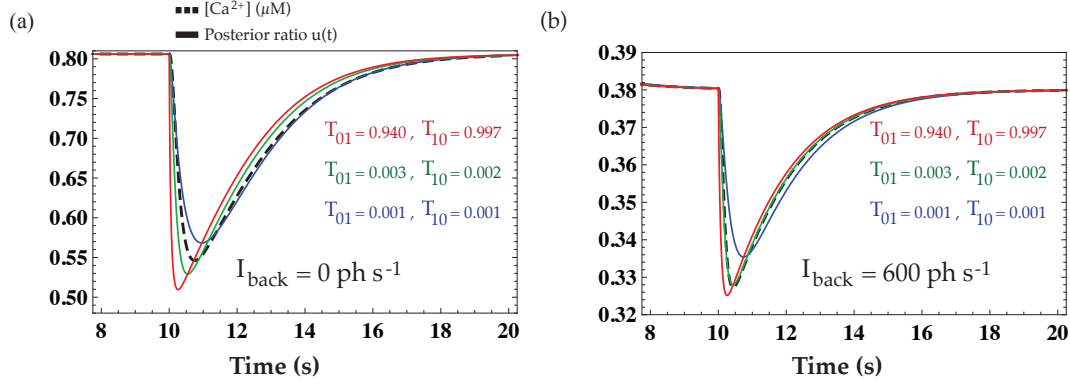 (a)
[Ca²⁺] (μM)
Posterior ratio u(t)
0.80
0.75
0.70
0.65
0.60
0.55
0.50
T₀₁ = 0.940 , T₁₀ = 0.997
T₀₁ = 0.003 , T₁₀ = 0.002
T₀₁ = 0.001 , T₁₀ = 0.001
I_back = 0 ph s⁻¹
8 10 12 14 16 18 20
Time (s)
(b)
0.39
0.38
0.37
0.36
0.35
0.34
0.33
0.32
T₀₁ = 0.940 , T₁₀ = 0.997
T₀₁ = 0.003 , T₁₀ = 0.002
T₀₁ = 0.001 , T₁₀ = 0.001
I_back = 600 ph s⁻¹
8 10 12 14 16 18 20
Time (s)